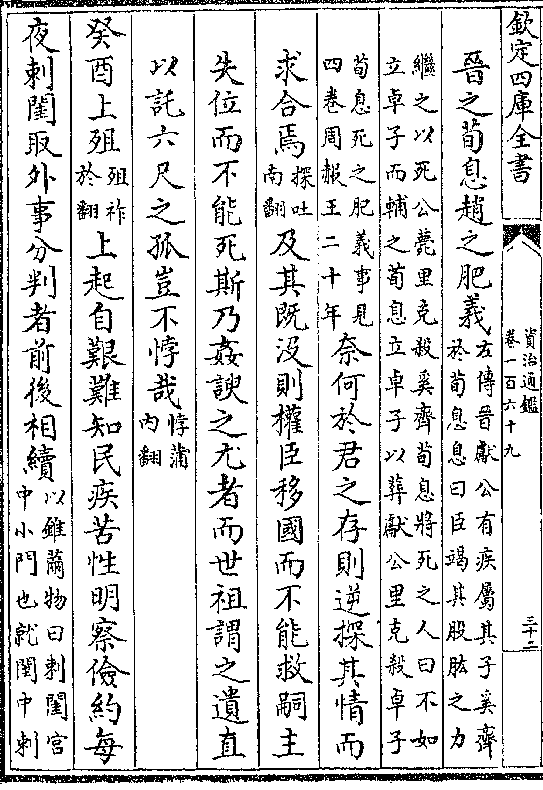 欽定四庫全書
資治通鑑
卷一百六十九
三十二
晉之荀息趙之肥義左傳晉獻公有疾屬其子奚齊
於荀息息曰臣竭其股肱之力
繼之以死公薨里克殺奚齊荀息將死之人曰不如
立卓子而輔之荀息立卓子以葬獻公里克殺卓子
荀息死之肥義事見
四卷周赧王二十年奈何於君之存則逆探其情而
求合焉探吐
南翻及其既没則權臣移國而不能救嗣主
失位而不能死斯乃姦諛之尤者而世祖謂之遺直
以託六尺之孤豈不悖哉悖蒲
内翻
癸酉上殂殂祚
於翻上起自艱難知民疾苦性明察儉約每
夜刺閨取外事分判者前後相續以雖繭物曰刺閨宫
中小門也就閨中刺